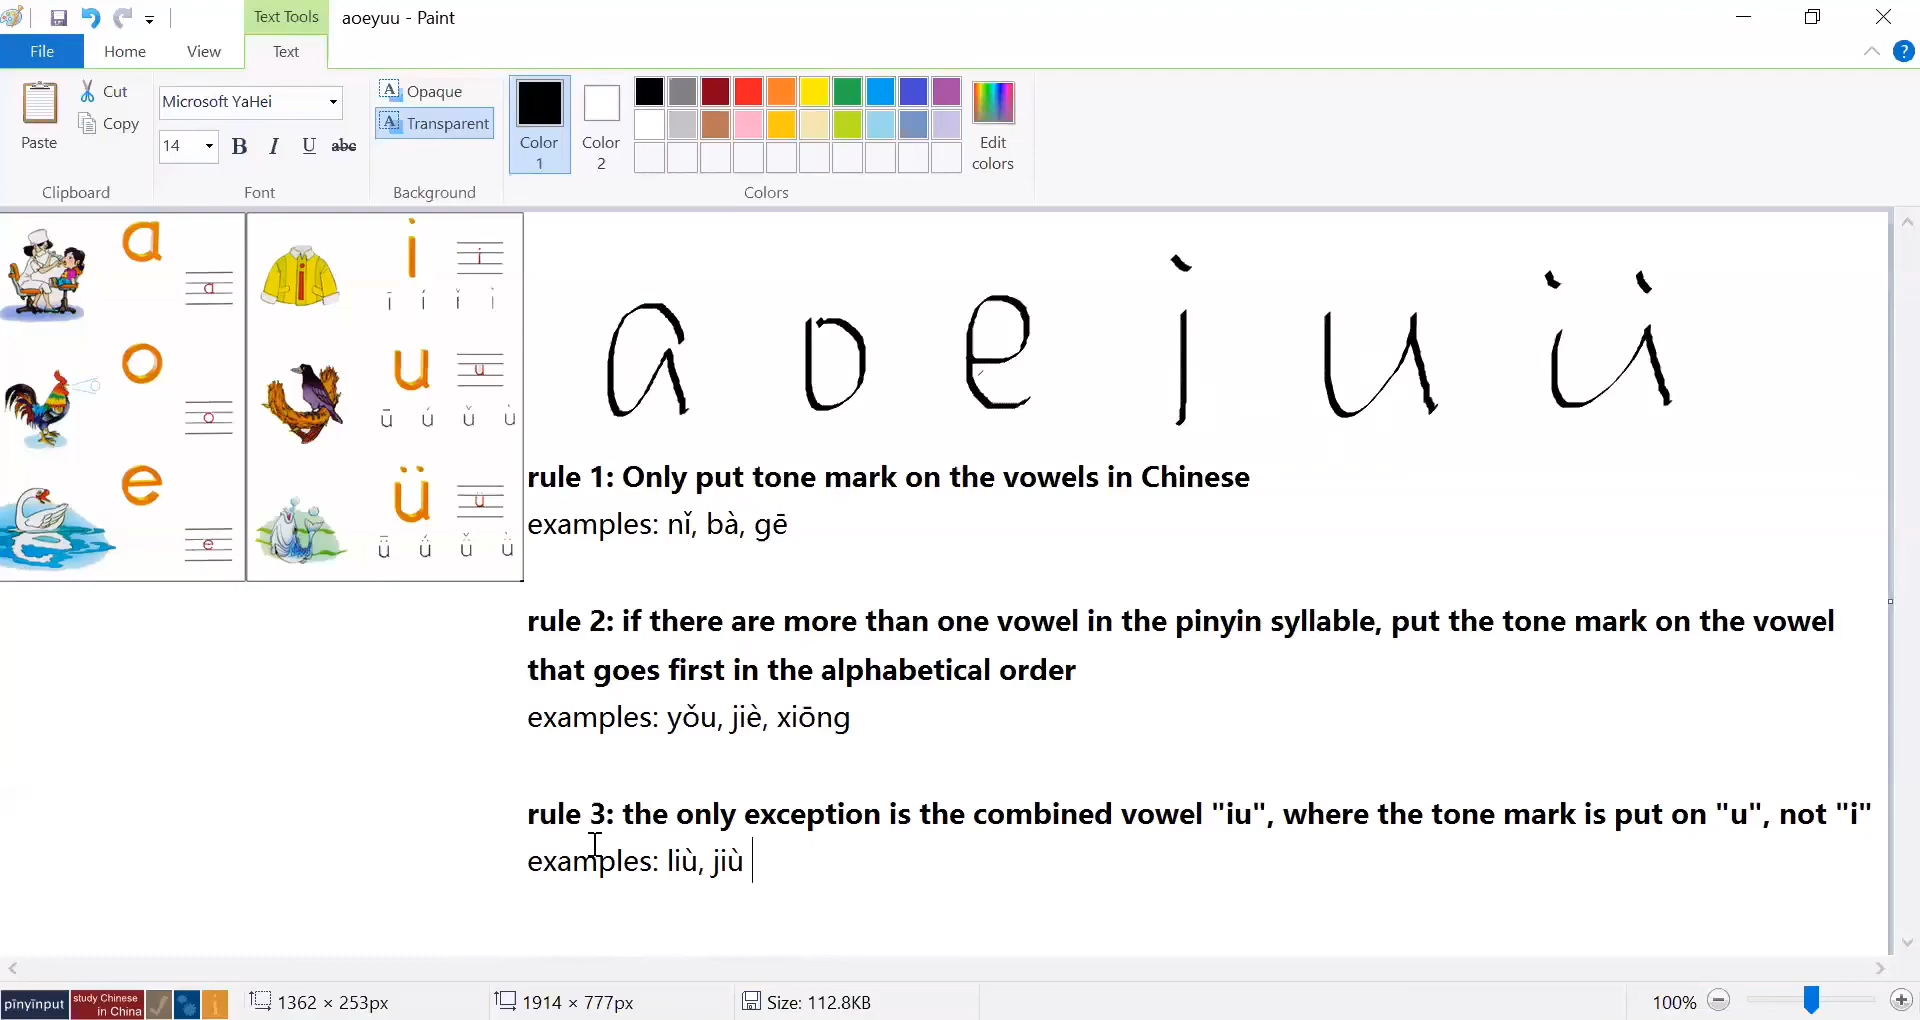 Text Tools
aoeyuu - Paint
File
Home
View
Text
?
Paste
Cut
Copy
Clipboard
Microsoft YaHei
14
B I U abc
Font
A Opaque
A Transparent
Background
Color 1
Color 2
Edit colors
Colors
a
a
o
o
e
e
i
i
ī í ǐ ì
u
u
ū ú ǔ ù
ü
ü
ǖ ǘ ǚ ǜ
a o e i u ü
rule 1: Only put tone mark on the vowels in Chinese
examples: nǐ, bà, gē
rule 2: if there are more than one vowel in the pinyin syllable, put the tone mark on the vowel
that goes first in the alphabetical order
examples: yǒu, jiè, xiōng
rule 3: the only exception is the combined vowel "iu", where the tone mark is put on "u", not "i"
examples: liù, jiù
pīnyīnput
study Chinese
in China
i
1362 × 253px
1914 × 777px
Size: 112.8KB
100%